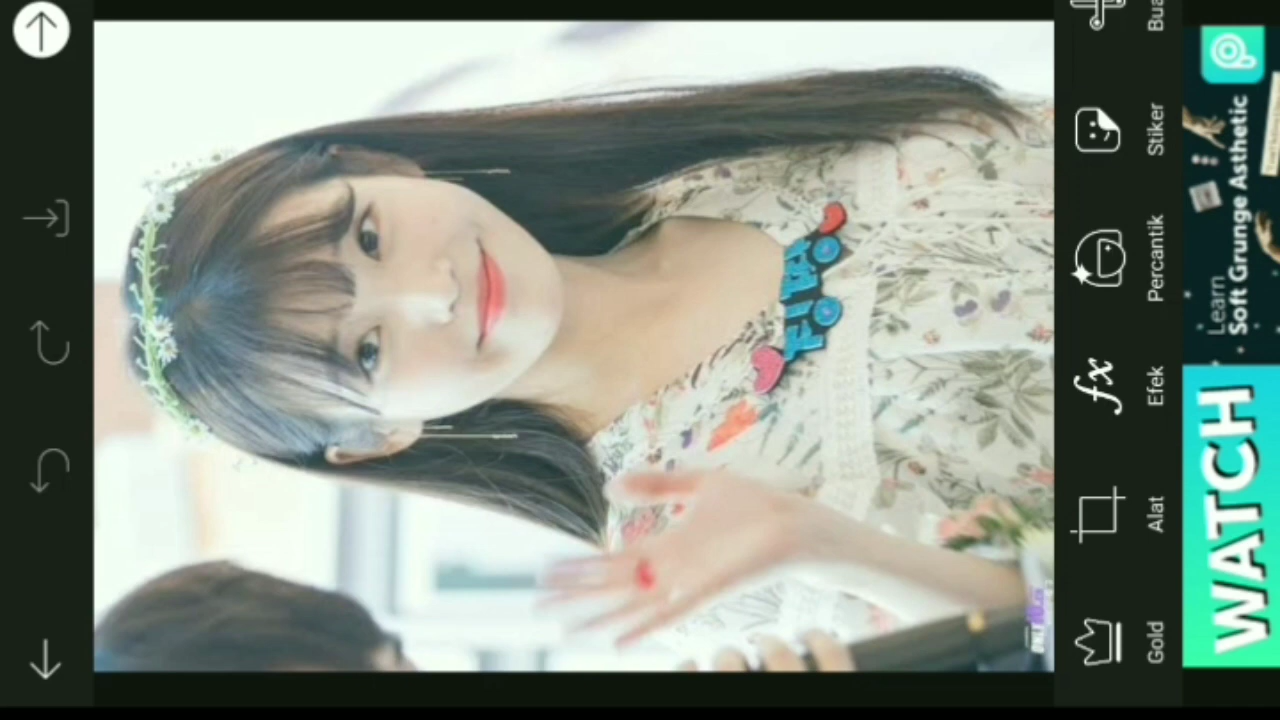 Gold
Alat
Efek
Percantik
Stiker
Bua
WATCH
Learn
Soft Grunge Asthetic